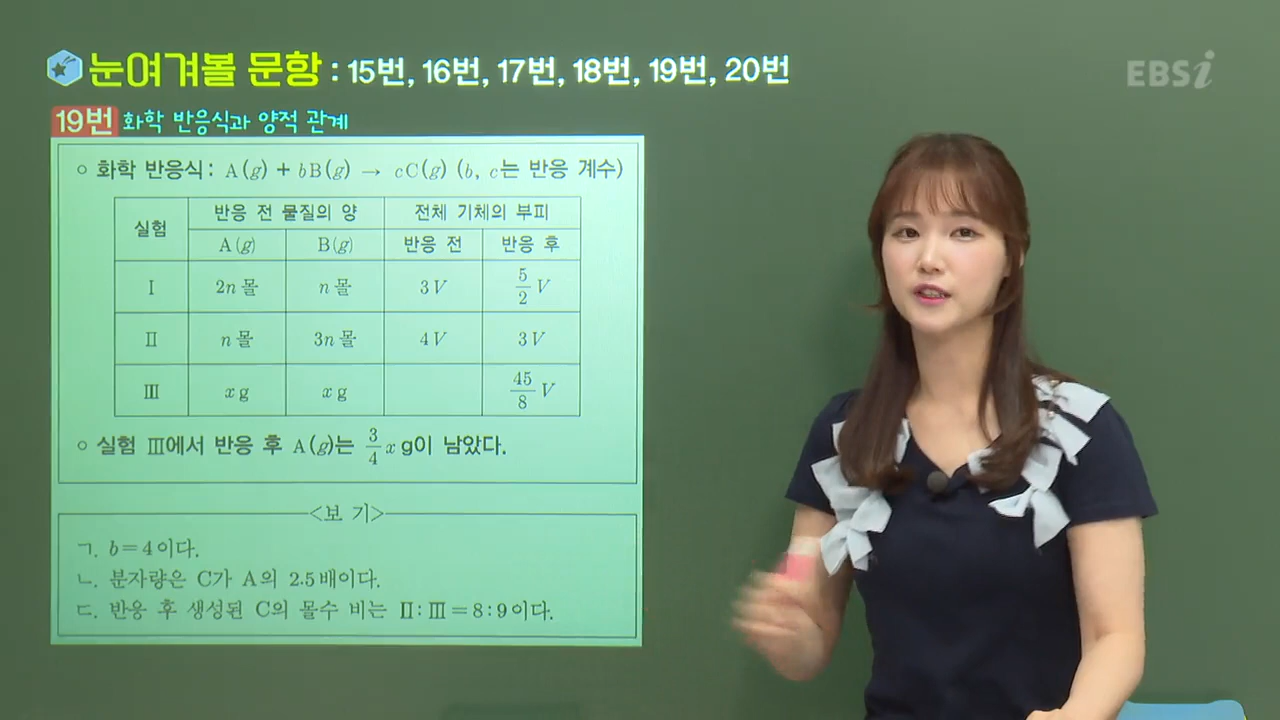 눈여겨볼 문항 : 15번, 16번, 17번, 18번, 19번, 20번
EBSi
19번 화학 반응식과 양적 관계
○ 화학 반응식 : A(g) + bB(g) → cC(g) (b, c는 반응 계수)
실험 반응 전 물질의 양 전체 기체의 부피
A(g) B(g) 반응 전 반응 후
Ⅰ 2n몰 n몰 3V 5/2 V
Ⅱ n몰 3n몰 4V 3V
Ⅲ x g x g 45/8 V
○ 실험 Ⅲ에서 반응 후 A(g)는 3/4 x g이 남았다.
<보 기>
ㄱ. b=4이다.
ㄴ. 분자량은 C가 A의 2.5배이다.
ㄷ. 반응 후 생성된 C의 몰수 비는 Ⅱ : Ⅲ = 8 : 9이다.